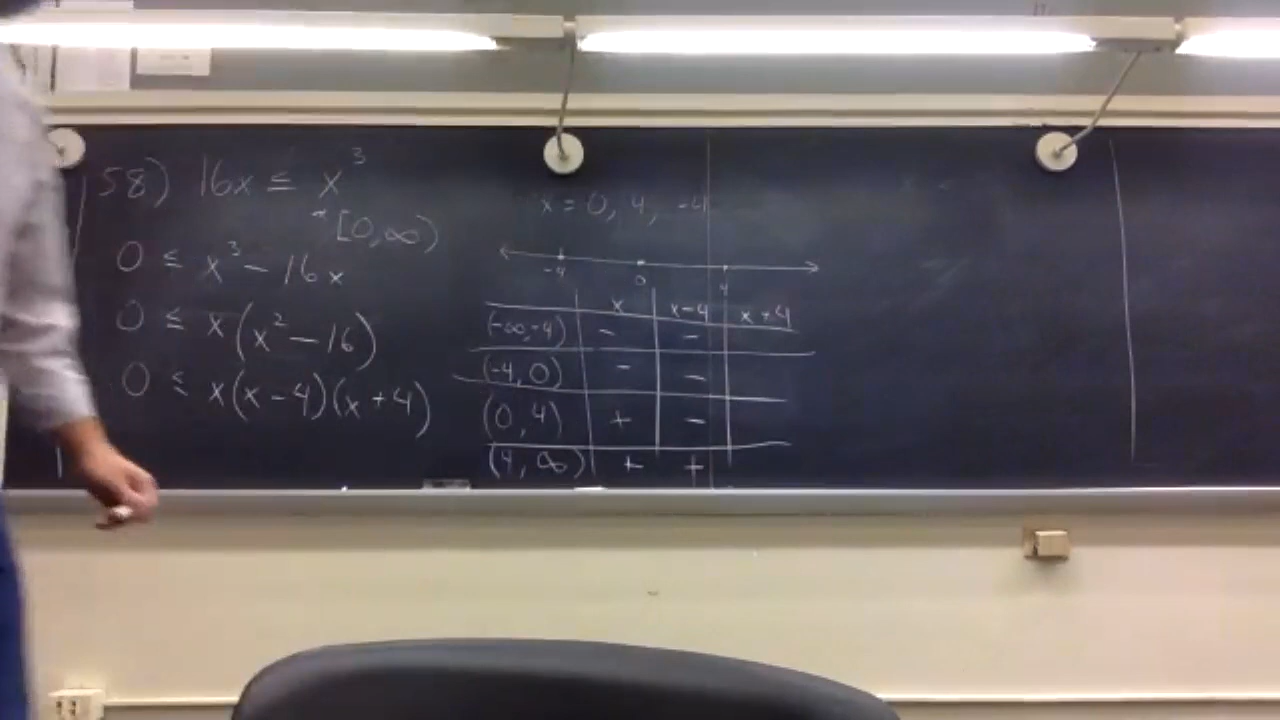 58) 16x ≤ x³
[0,∞)
0 ≤ x³ − 16x
0 ≤ x(x² − 16)
0 ≤ x(x − 4)(x + 4)
x = 0, 4, −4
−4 0 4
x x−4 x+4
(−∞,−4) − −
(−4, 0) − −
(0, 4) + −
(4, ∞) + +